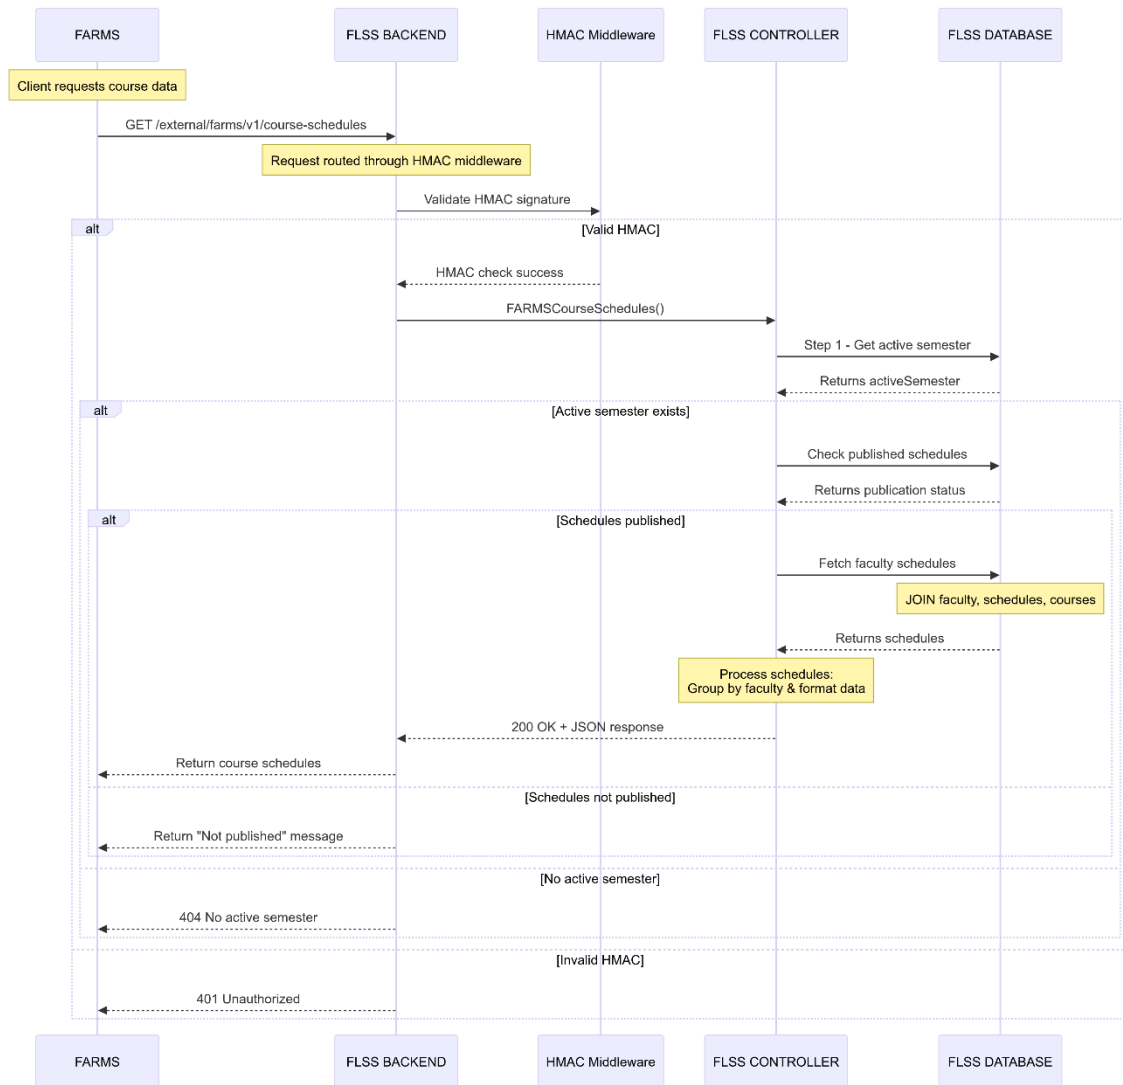 FARMS
FLSS BACKEND
HMAC Middleware
FLSS CONTROLLER
FLSS DATABASE
Client requests course data
GET /external/farms/v1/course-schedules
Request routed through HMAC middleware
Validate HMAC signature
alt
[Valid HMAC]
HMAC check success
FARMSCourseSchedules()
Step 1 - Get active semester
Returns activeSemester
alt
[Active semester exists]
Check published schedules
Returns publication status
alt
[Schedules published]
Fetch faculty schedules
JOIN faculty, schedules, courses
Returns schedules
Process schedules:
Group by faculty & format data
200 OK + JSON response
Return course schedules
[Schedules not published]
Return "Not published" message
[No active semester]
404 No active semester
[Invalid HMAC]
401 Unauthorized
FARMS
FLSS BACKEND
HMAC Middleware
FLSS CONTROLLER
FLSS DATABASE